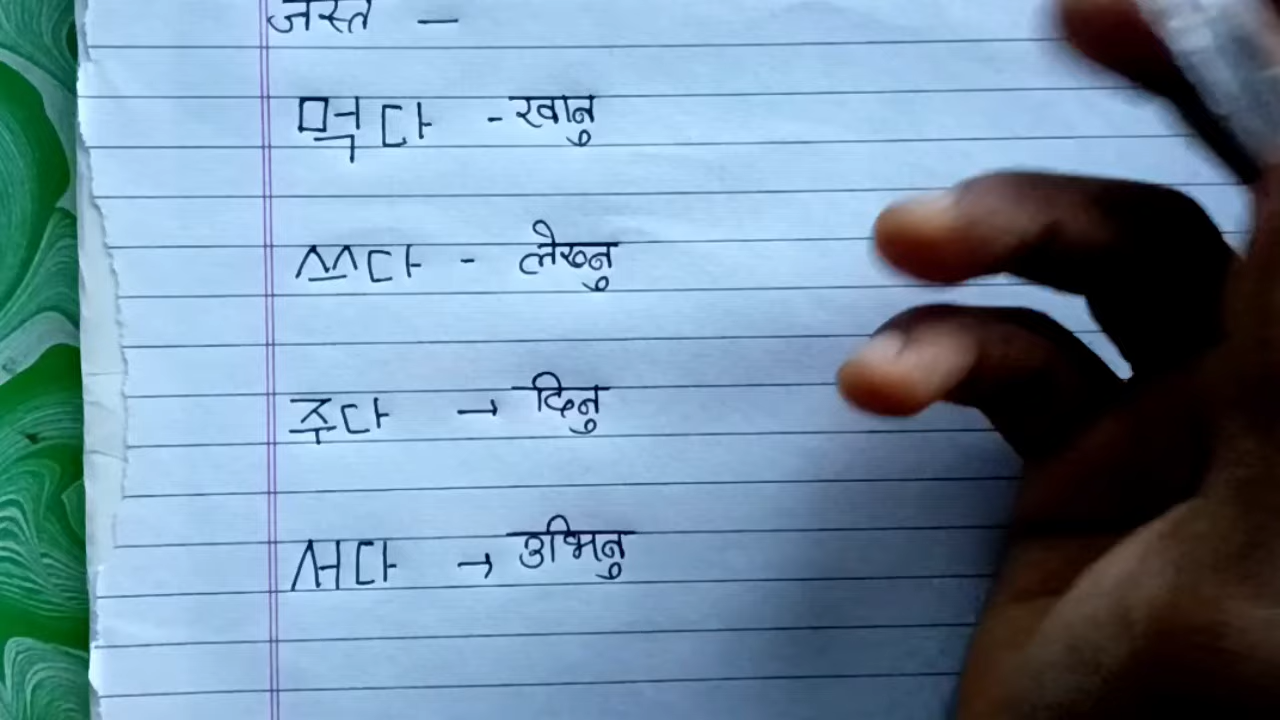 जस्तै —
먹다 - खानु
쓰다 - लेख्नु
주다 → दिनु
서다 → उभिनु